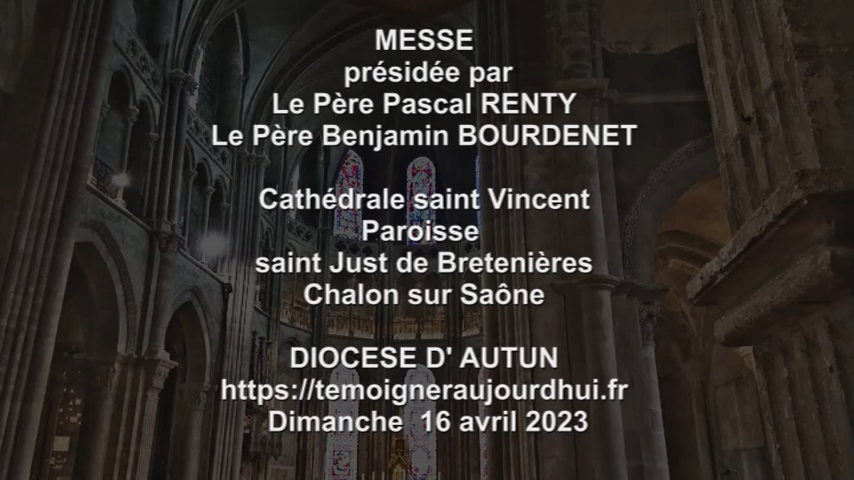 MESSE
présidée par
Le Père Pascal RENTY
Le Père Benjamin BOURDENET
Cathédrale saint Vincent
Paroisse
saint Just de Bretenières
Chalon sur Saône
DIOCESE D' AUTUN
https://temoigneraujourdhui.fr
Dimanche  16 avril 2023